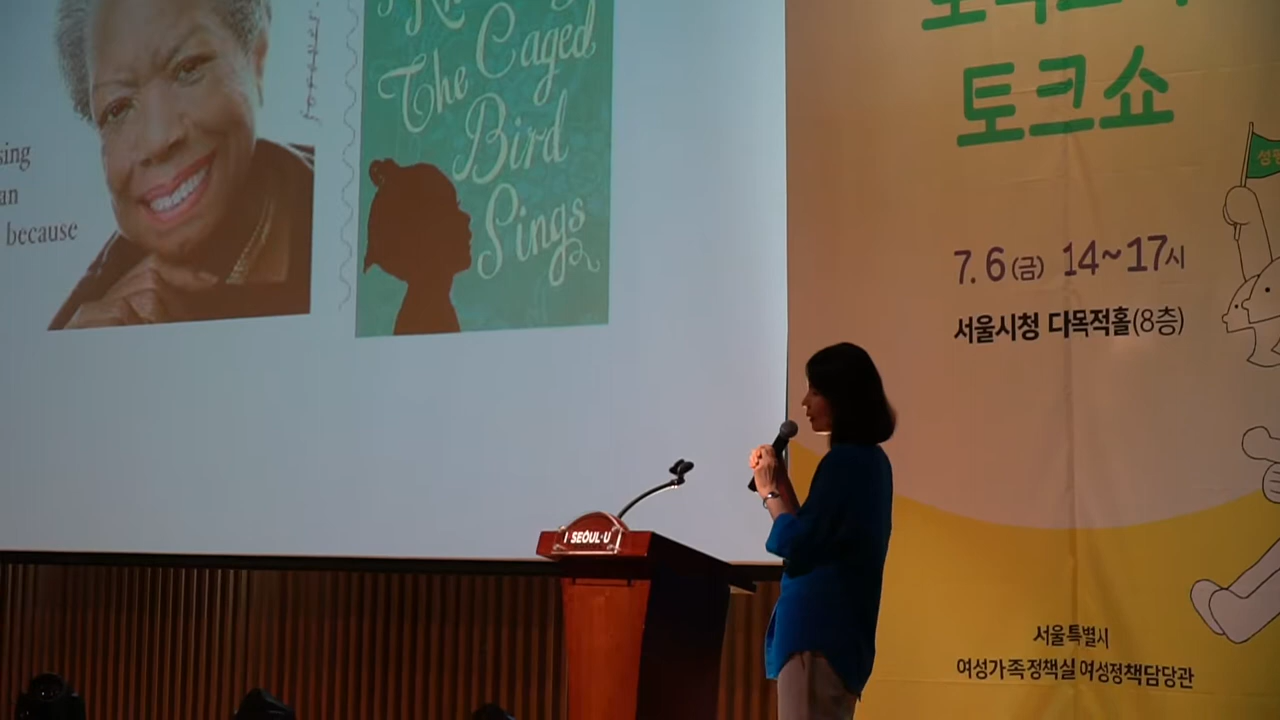 sing
an
because
The Caged
Bird
Sings
토크쇼
7. 6 (금) 14~17시
서울시청 다목적홀(8층)
I·SEOUL·U
서울특별시
여성가족정책실 여성정책담당관